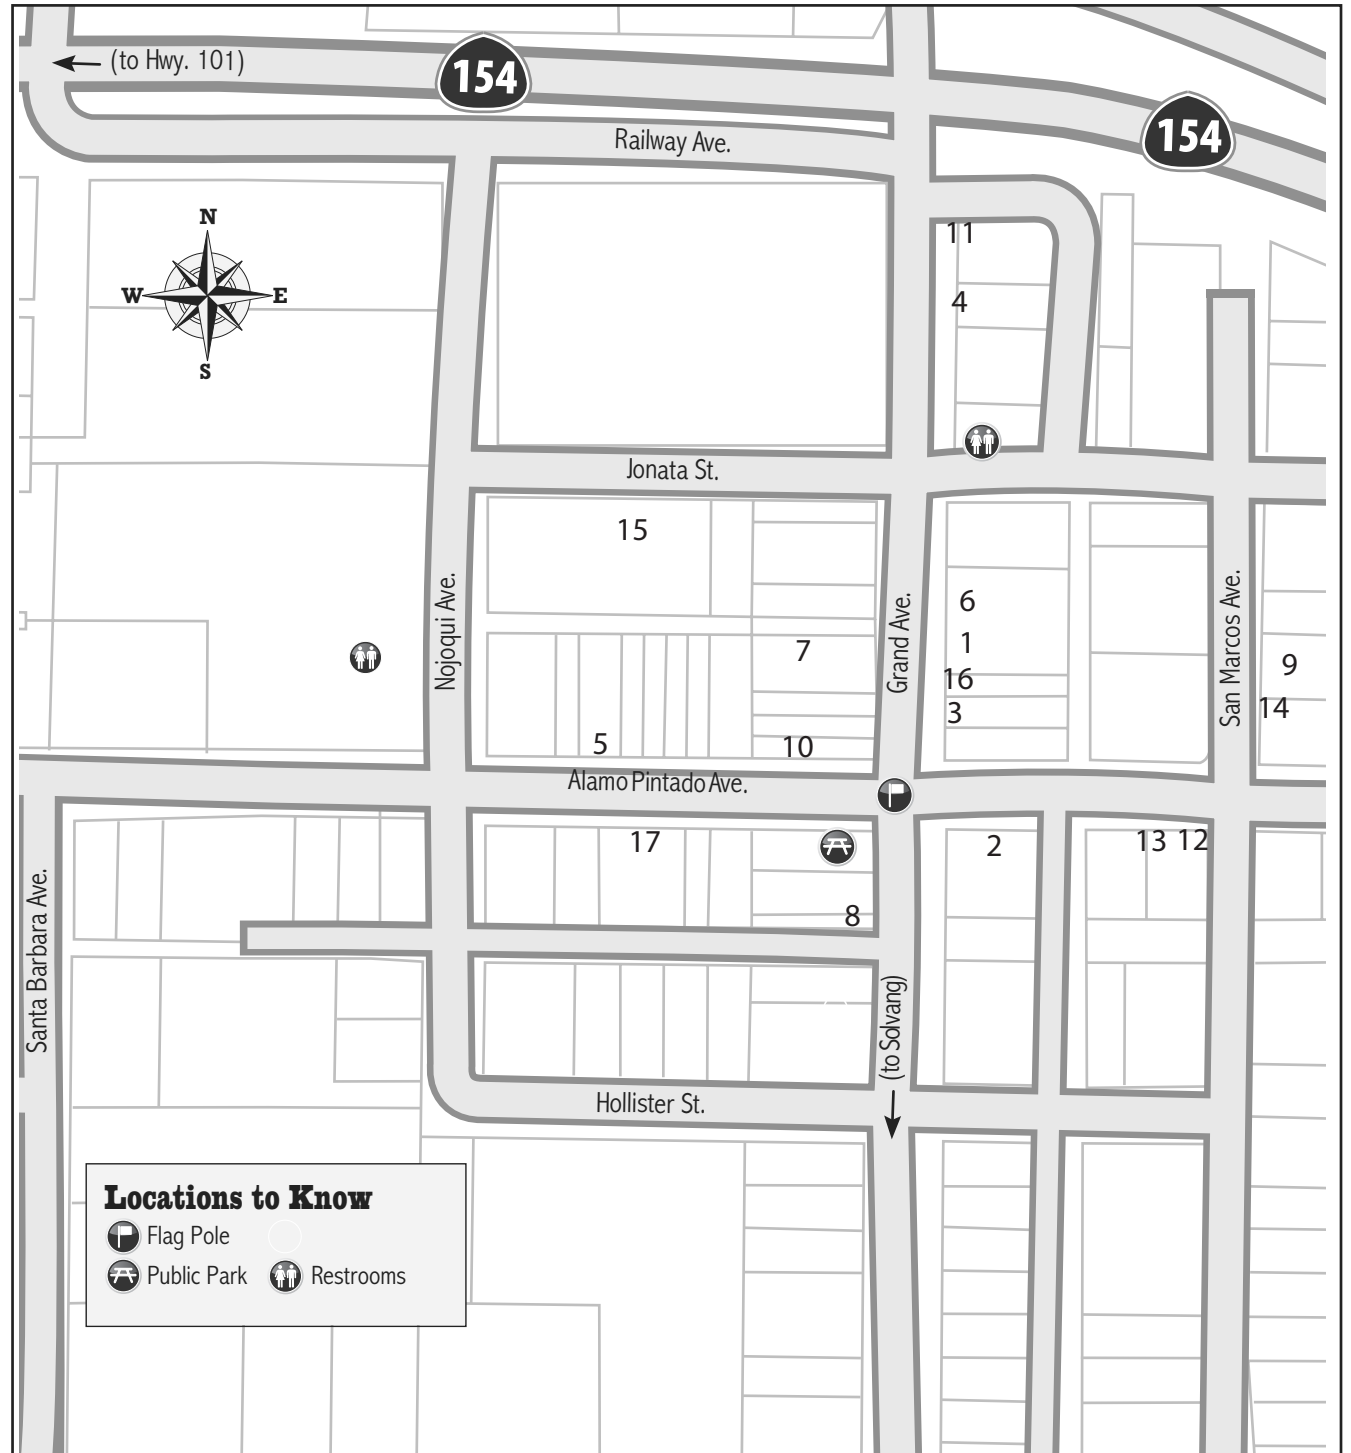 (to Hwy. 101)
154
154
Railway Ave.
N
W
E
S
11
4
Jonata St.
15
Nojoqui Ave.
Grand Ave.
San Marcos Ave.
6
1
16
3
7
9
14
5
10
Alamo Pintado Ave.
17
2
13
12
8
Santa Barbara Ave.
(to Solvang)
Hollister St.
Locations to Know
Flag Pole
Public Park
Restrooms